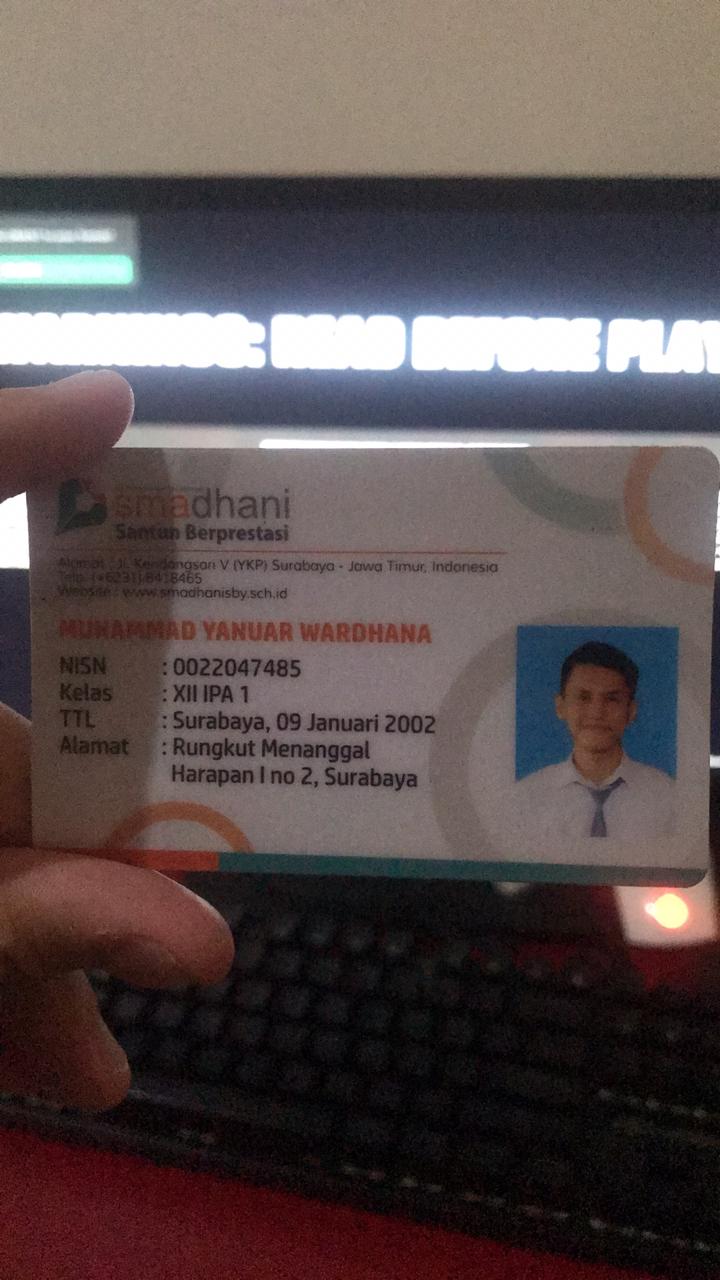 READ BEFORE PLAY
smadhani
Santun Berprestasi
Alamat : Jl. Kendangsari V (YKP) Surabaya - Jawa Timur, Indonesia
Telp. (+6231) 8418465
Website : www.smadhanisby.sch.id
MUHAMMAD YANUAR WARDHANA
NISN : 0022047485
Kelas : XII IPA 1
TTL : Surabaya, 09 Januari 2002
Alamat : Rungkut Menanggal
Harapan I no 2, Surabaya